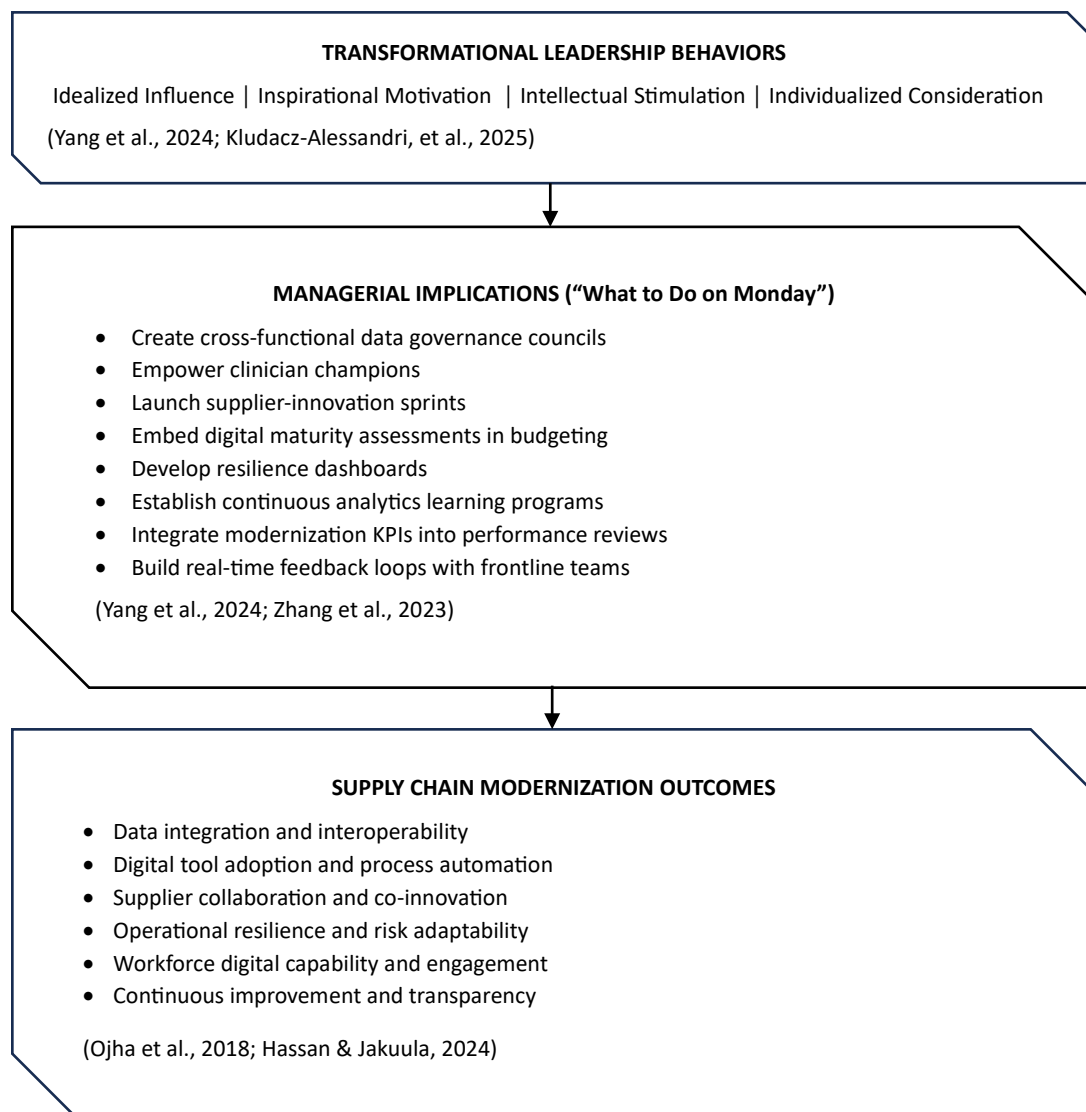 TRANSFORMATIONAL LEADERSHIP BEHAVIORS
Idealized Influence | Inspirational Motivation | Intellectual Stimulation | Individualized Consideration
(Yang et al., 2024; Kludacz-Alessandri, et al., 2025)
MANAGERIAL IMPLICATIONS (“What to Do on Monday”)
• Create cross-functional data governance councils
• Empower clinician champions
• Launch supplier-innovation sprints
• Embed digital maturity assessments in budgeting
• Develop resilience dashboards
• Establish continuous analytics learning programs
• Integrate modernization KPIs into performance reviews
• Build real-time feedback loops with frontline teams
(Yang et al., 2024; Zhang et al., 2023)
SUPPLY CHAIN MODERNIZATION OUTCOMES
• Data integration and interoperability
• Digital tool adoption and process automation
• Supplier collaboration and co-innovation
• Operational resilience and risk adaptability
• Workforce digital capability and engagement
• Continuous improvement and transparency
(Ojha et al., 2018; Hassan & Jakuula, 2024)